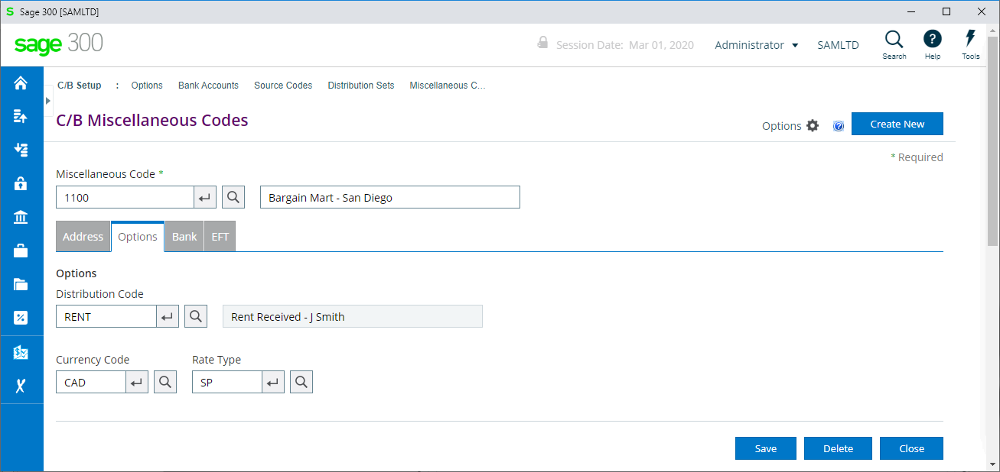 Sage 300 [SAMLTD]
sage 300
Session Date: Mar 01, 2020
Administrator
SAMLTD
Search
Help
Tools
C/B Setup : Options Bank Accounts Source Codes Distribution Sets Miscellaneous C...
C/B Miscellaneous Codes
Options
Create New
* Required
Miscellaneous Code *
1100
Bargain Mart - San Diego
Address Options Bank EFT
Options
Distribution Code
RENT
Rent Received - J Smith
Currency Code Rate Type
CAD SP
Save Delete Close